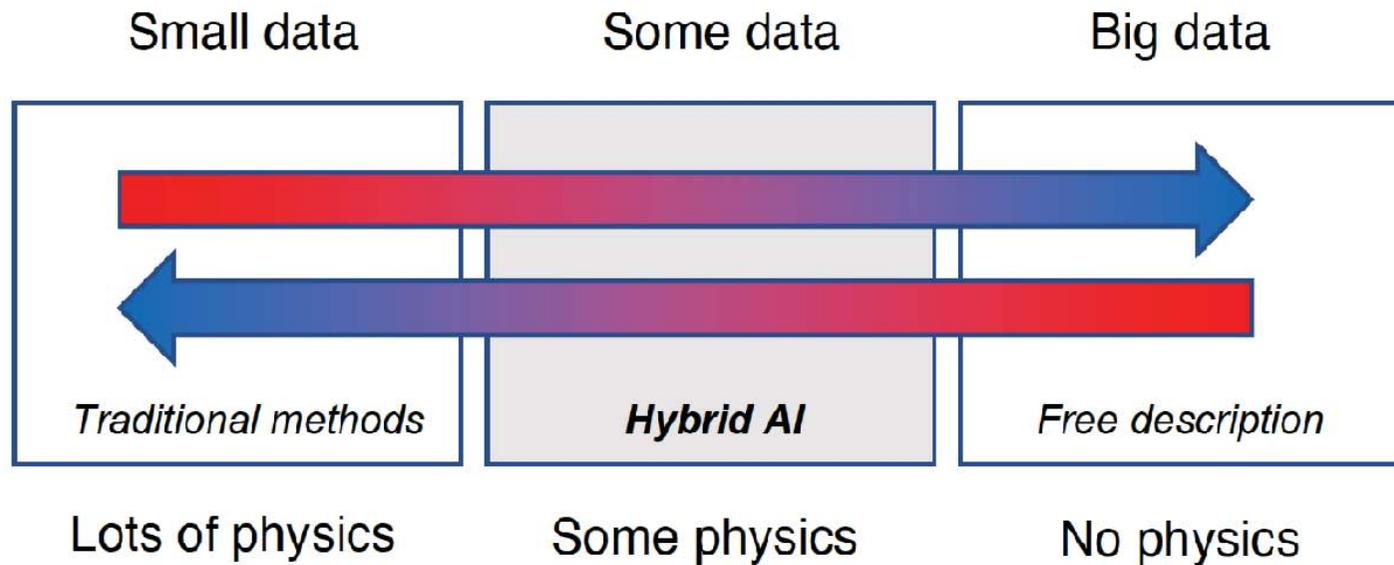 Small data
Some data
Big data
Traditional methods
Hybrid AI
Free description
Lots of physics
Some physics
No physics